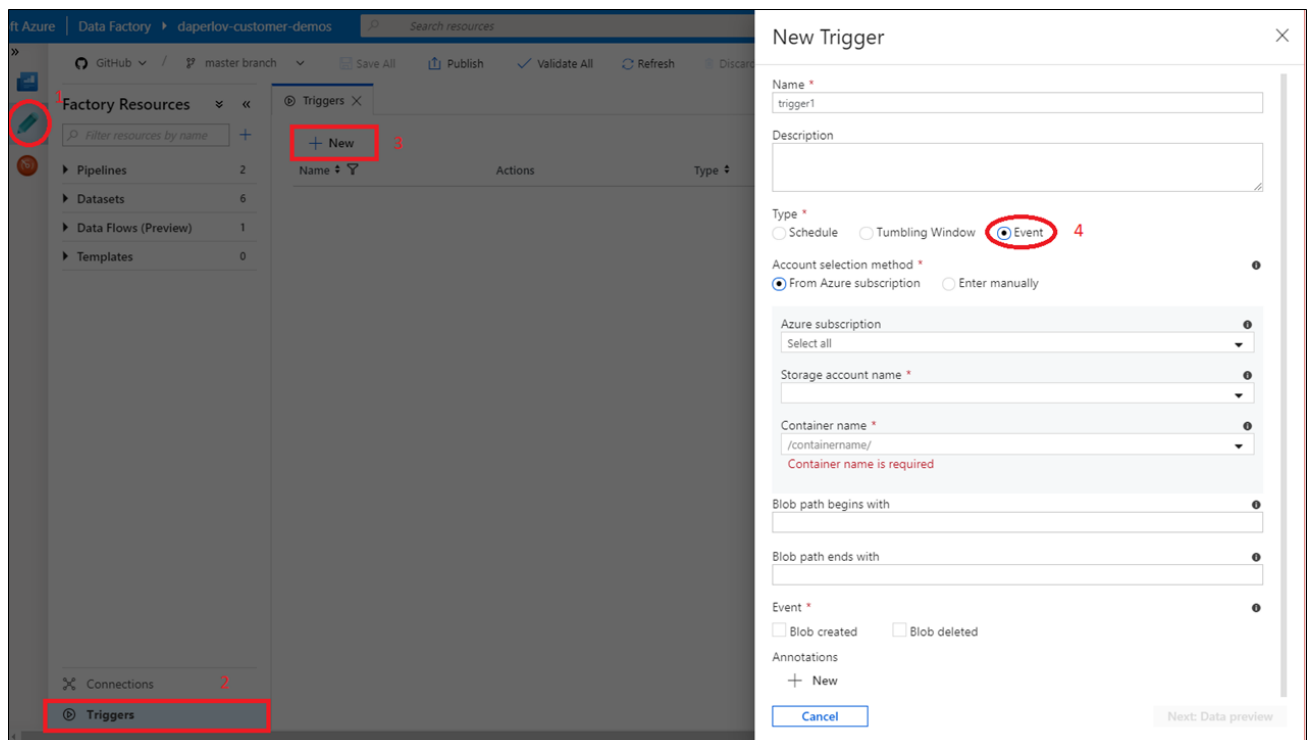 ft Azure | Data Factory ▸ daperlov-customer-demos Search resources
»
GitHub / master branch Save All Publish Validate All Refresh Discard
1
Factory Resources
«
Filter resources by name +
Pipelines 2
Datasets 6
Data Flows (Preview) 1
Templates 0
Connections 2
Triggers
Triggers ×
+ New 3
Name Actions Type
New Trigger
Name *
trigger1
Description
Type *
Schedule Tumbling Window Event 4
Account selection method *
From Azure subscription Enter manually
Azure subscription
Select all
Storage account name *
Container name *
/containername/
Container name is required
Blob path begins with
Blob path ends with
Event *
Blob created Blob deleted
Annotations
+ New
Cancel Next: Data preview